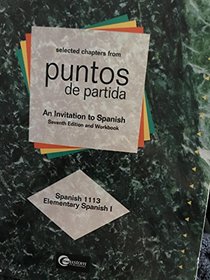 selected chapters from
puntos
de partida
An Invitation to Spanish
Seventh Edition and Workbook
Spanish 1113
Elementary Spanish I